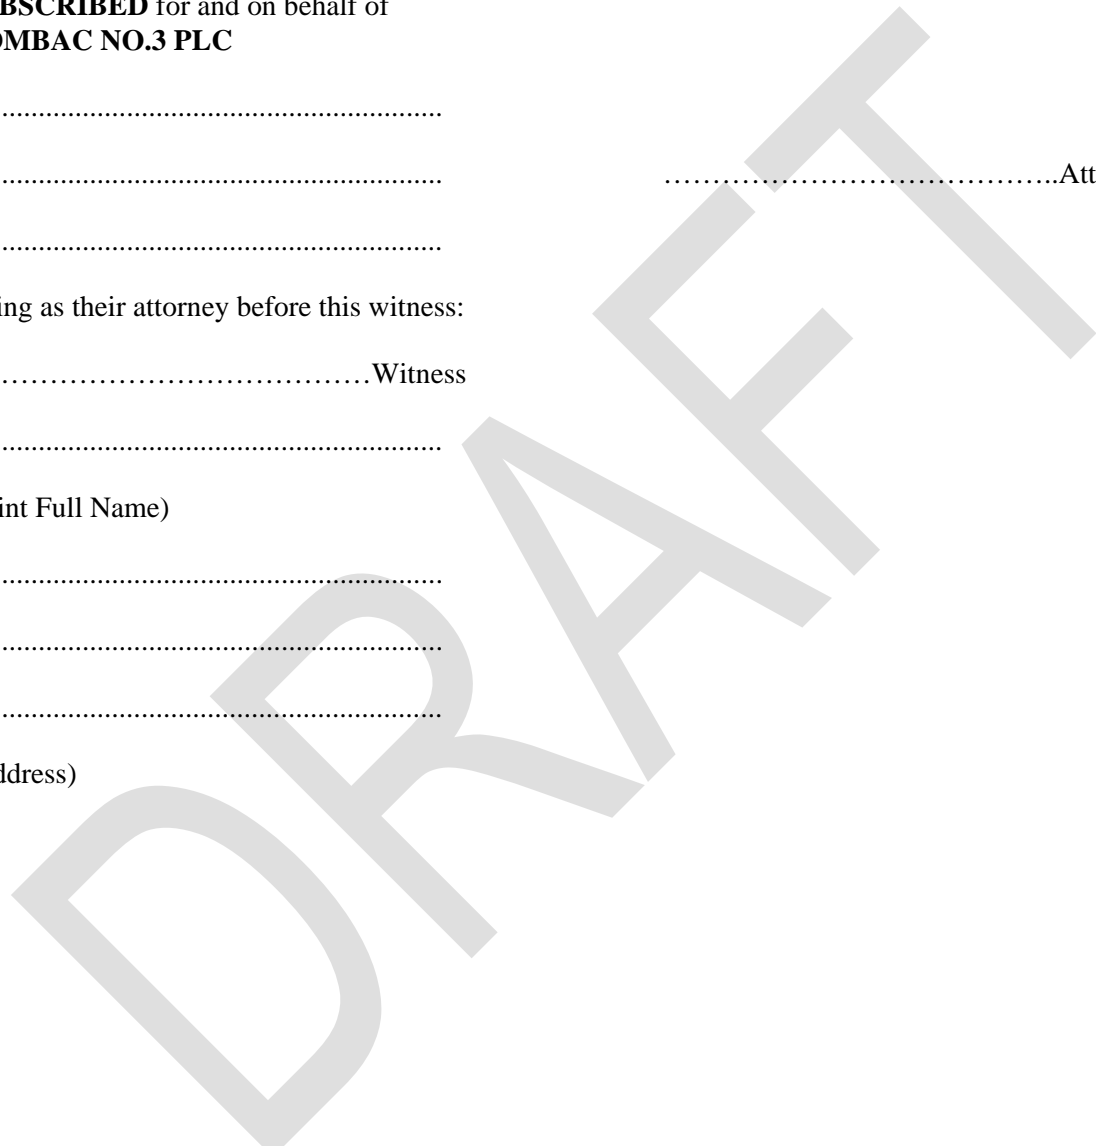 BSCRIBED for and on behalf of
OMBAC NO.3 PLC
................................................................
................................................................ …………………………………..Att
................................................................
ing as their attorney before this witness:
…………………………………Witness
................................................................
int Full Name)
................................................................
................................................................
................................................................
ddress)
DRAFT